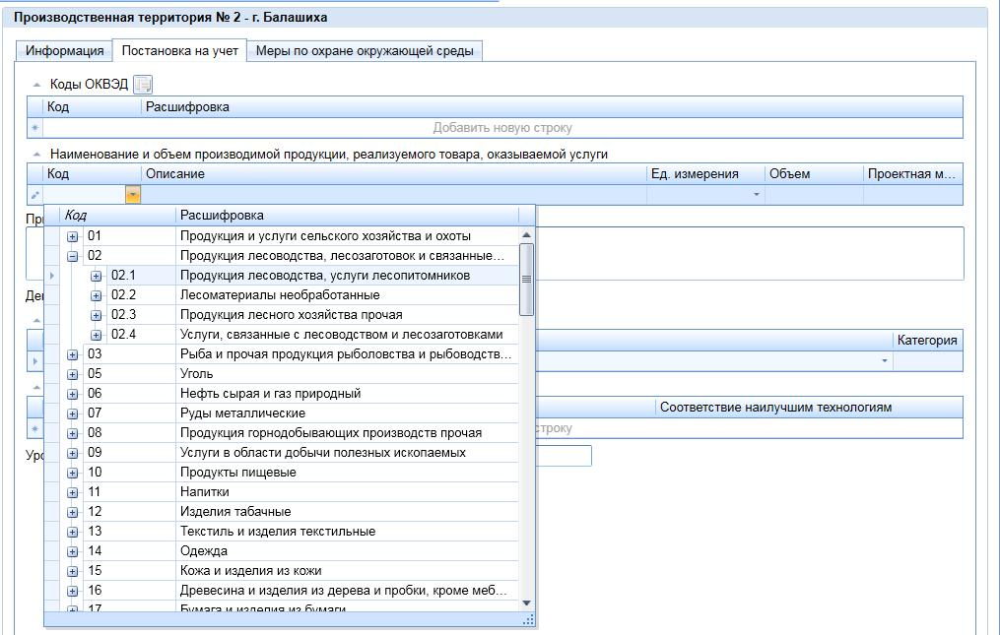 Производственная территория № 2 - г. Балашиха
Информация Постановка на учет Меры по охране окружающей среды
Коды ОКВЭД
Код Расшифровка
Добавить новую строку
Наименование и объем производимой продукции, реализуемого товара, оказываемой услуги
Код Описание Ед. измерения Объем Проектная м...
Код Расшифровка
01 Продукция и услуги сельского хозяйства и охоты
02 Продукция лесоводства, лесозаготовок и связанные...
02.1 Продукция лесоводства, услуги лесопитомников
02.2 Лесоматериалы необработанные
02.3 Продукция лесного хозяйства прочая
02.4 Услуги, связанные с лесоводством и лесозаготовками
Категория
03 Рыба и прочая продукция рыболовства и рыбоводств...
05 Уголь
06 Нефть сырая и газ природный
Соответствие наилучшим технологиям
07 Руды металлические
08 Продукция горнодобывающих производств прочая
строку
09 Услуги в области добычи полезных ископаемых
10 Продукты пищевые
11 Напитки
12 Изделия табачные
13 Текстиль и изделия текстильные
14 Одежда
15 Кожа и изделия из кожи
16 Древесина и изделия из дерева и пробки, кроме меб...
17 Бумага и изделия из бумаги